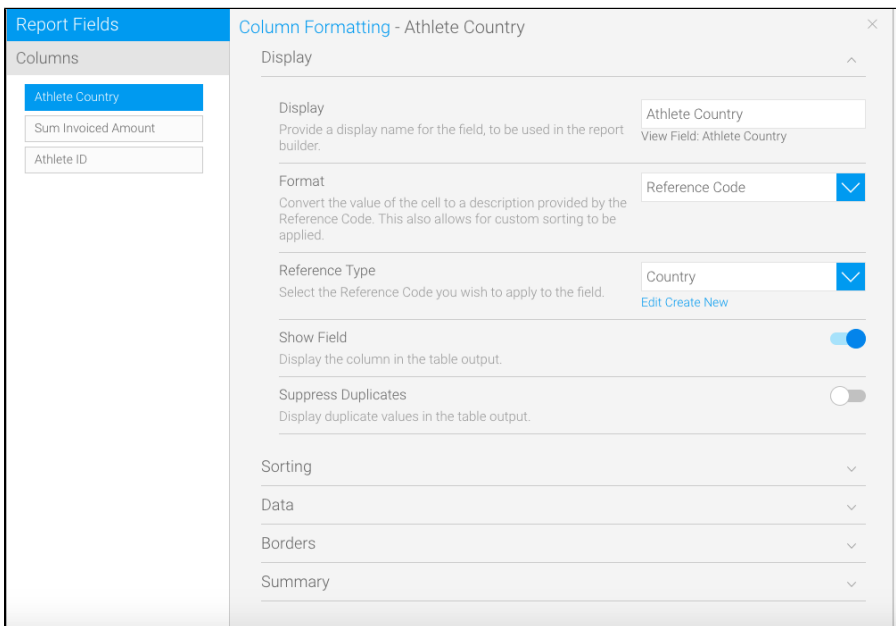 Report Fields
Columns
Athlete Country
Sum Invoiced Amount
Athlete ID
Column Formatting - Athlete Country
Display
Display
Provide a display name for the field, to be used in the report
builder.
Athlete Country
View Field: Athlete Country
Format
Convert the value of the cell to a description provided by the
Reference Code. This also allows for custom sorting to be
applied.
Reference Code
Reference Type
Select the Reference Code you wish to apply to the field.
Country
Edit Create New
Show Field
Display the column in the table output.
Suppress Duplicates
Display duplicate values in the table output.
Sorting
Data
Borders
Summary